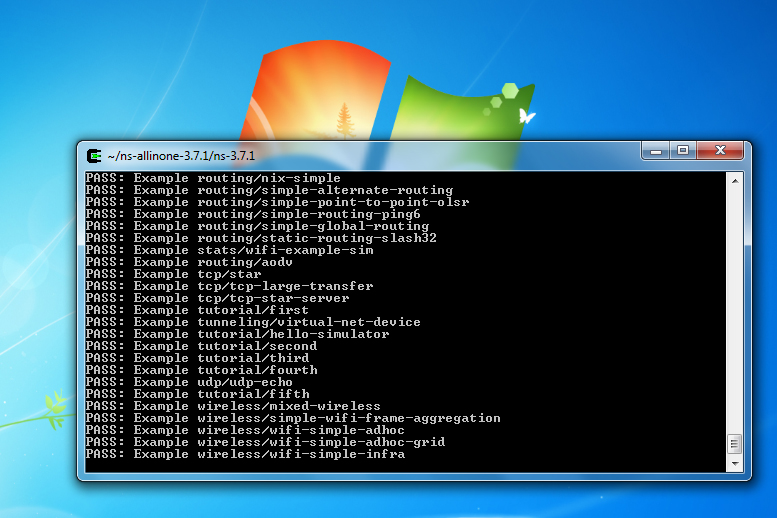 ~/ns-allinone-3.7.1/ns-3.7.1
PASS: Example routing/nix-simple
PASS: Example routing/simple-alternate-routing
PASS: Example routing/simple-point-to-point-olsr
PASS: Example routing/simple-routing-ping6
PASS: Example routing/simple-global-routing
PASS: Example routing/static-routing-slash32
PASS: Example stats/wifi-example-sim
PASS: Example routing/aodv
PASS: Example tcp/star
PASS: Example tcp/tcp-large-transfer
PASS: Example tcp/tcp-star-server
PASS: Example tutorial/first
PASS: Example tunneling/virtual-net-device
PASS: Example tutorial/hello-simulator
PASS: Example tutorial/second
PASS: Example tutorial/third
PASS: Example tutorial/fourth
PASS: Example udp/udp-echo
PASS: Example tutorial/fifth
PASS: Example wireless/mixed-wireless
PASS: Example wireless/simple-wifi-frame-aggregation
PASS: Example wireless/wifi-simple-adhoc
PASS: Example wireless/wifi-simple-adhoc-grid
PASS: Example wireless/wifi-simple-infra